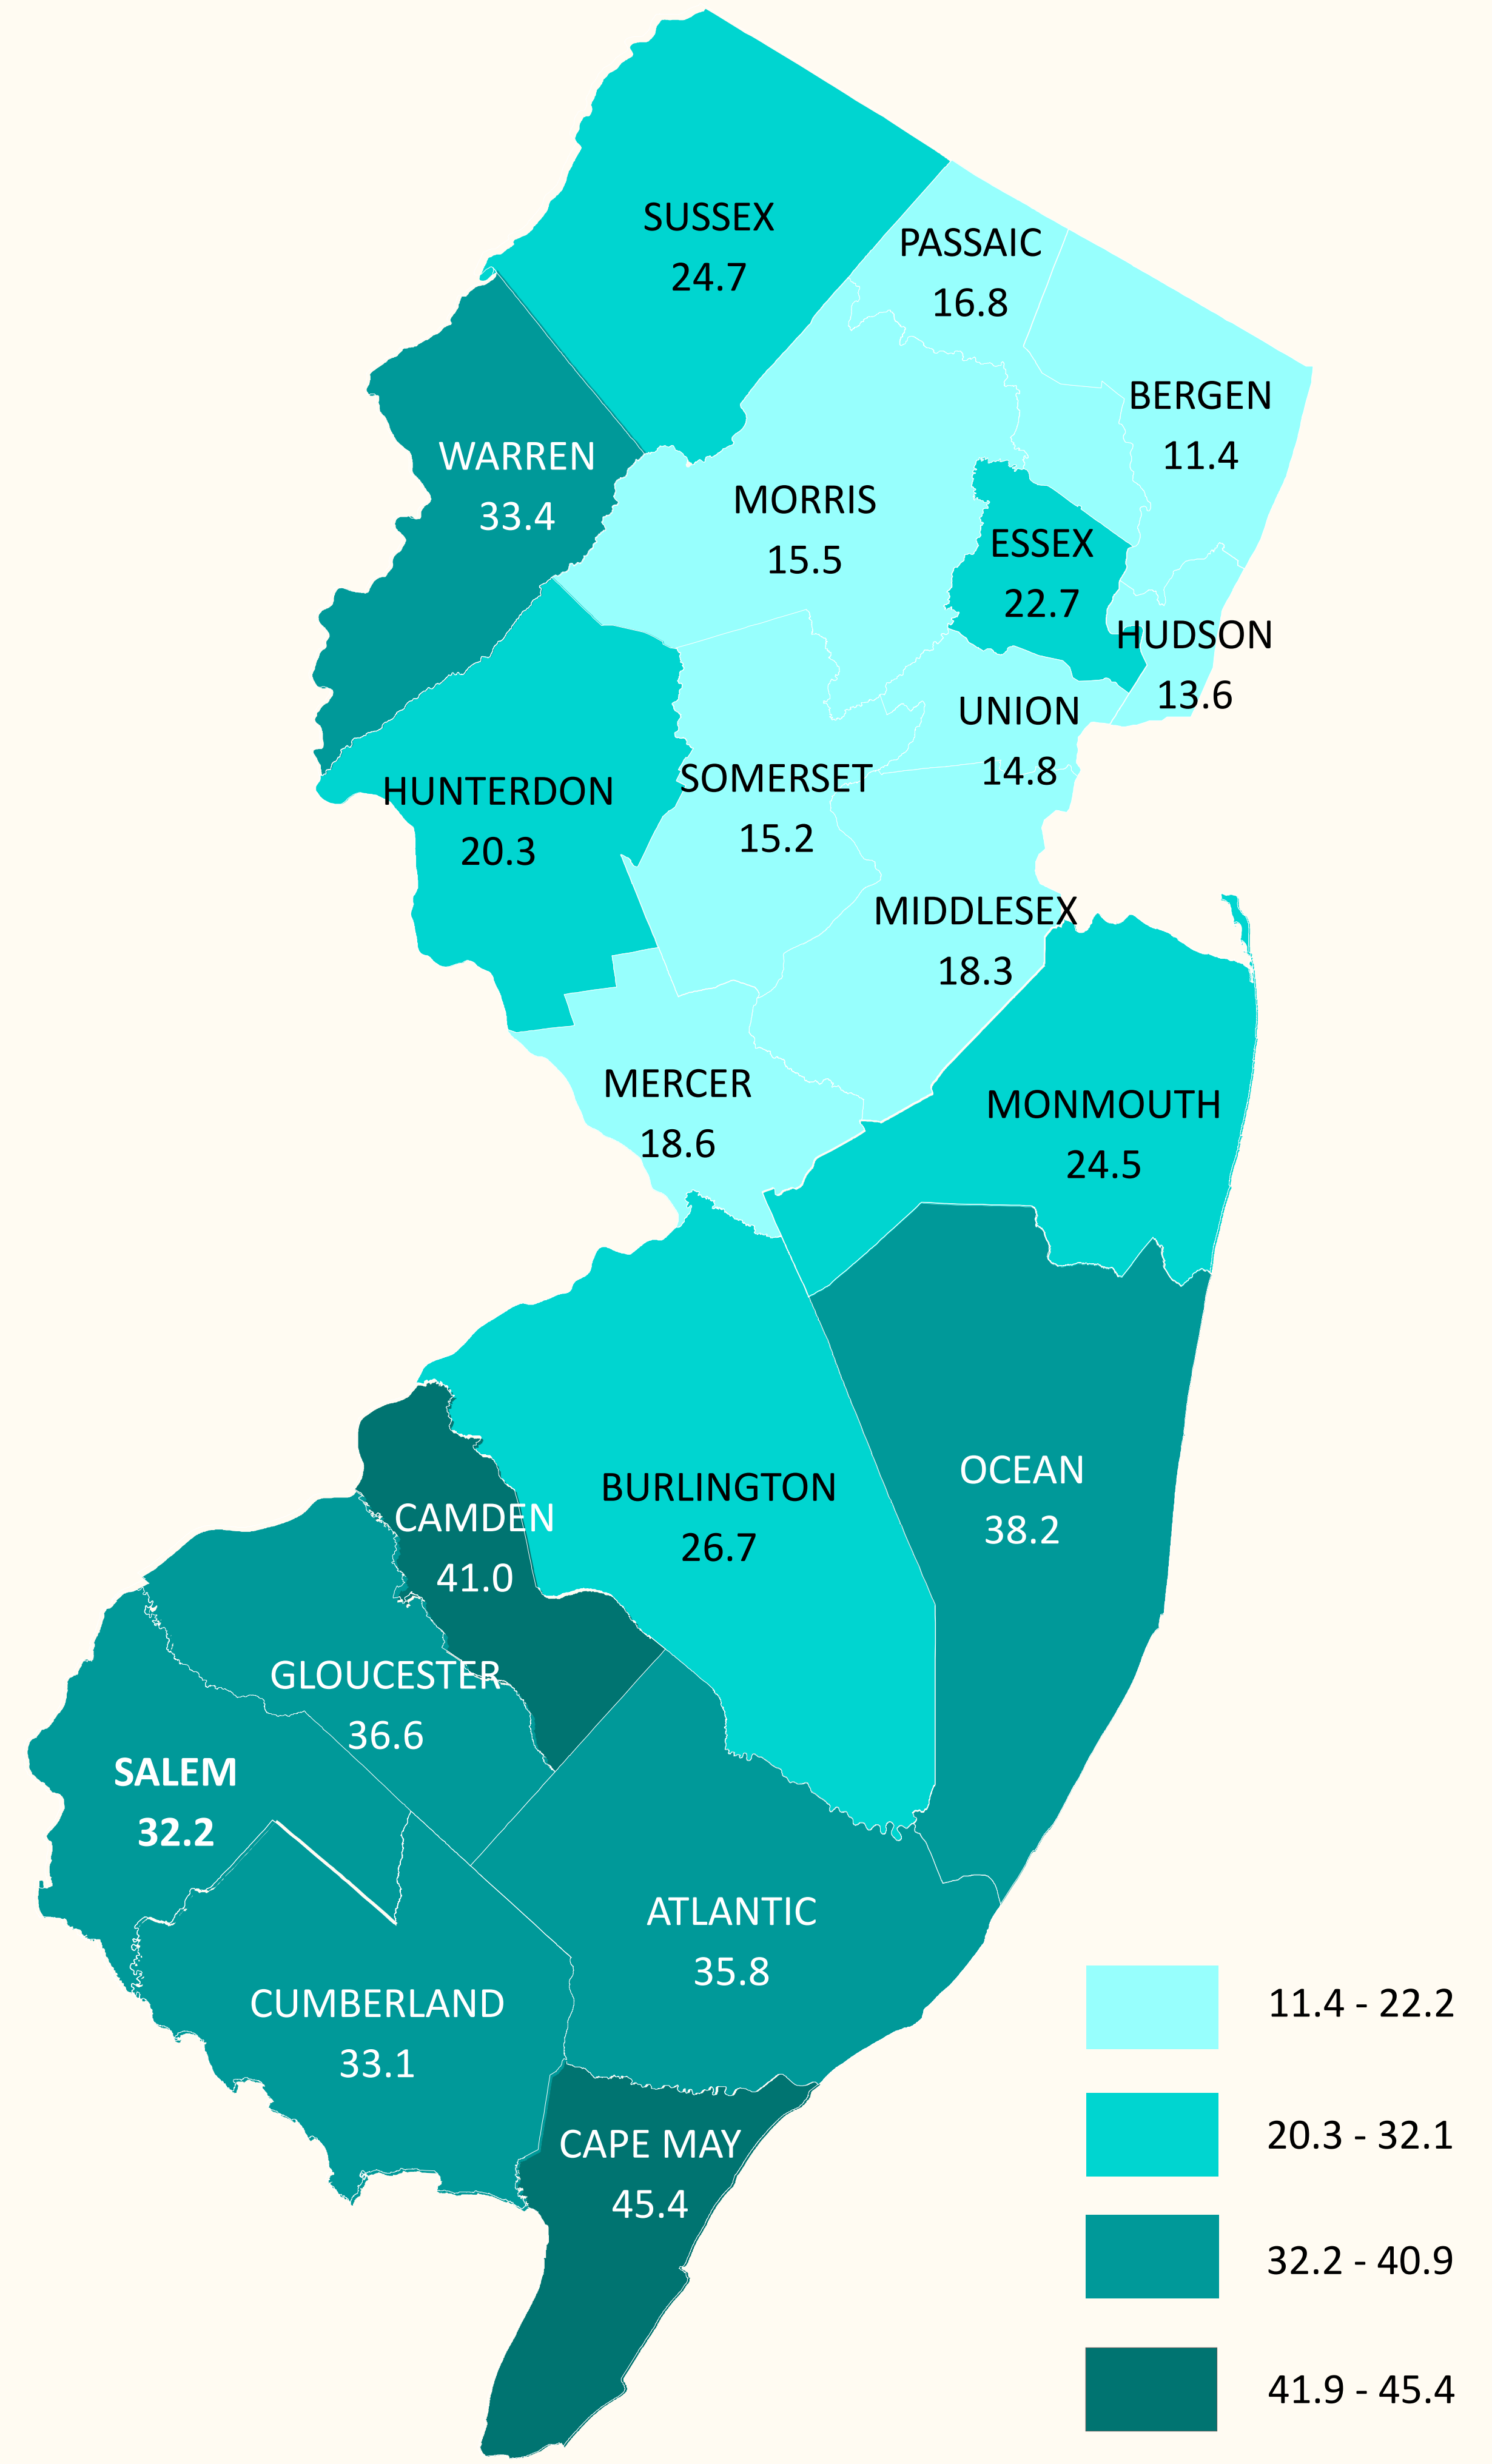 SUSSEX
24.7
PASSAIC
16.8
BERGEN
11.4
WARREN
33.4
MORRIS
15.5
ESSEX
22.7
HUDSON
13.6
UNION
14.8
SOMERSET
15.2
HUNTERDON
20.3
MIDDLESEX
18.3
MERCER
18.6
MONMOUTH
24.5
OCEAN
38.2
BURLINGTON
26.7
CAMDEN
41.0
GLOUCESTER
36.6
SALEM
32.2
ATLANTIC
35.8
CUMBERLAND
33.1
CAPE MAY
45.4
11.4 - 22.2
20.3 - 32.1
32.2 - 40.9
41.9 - 45.4